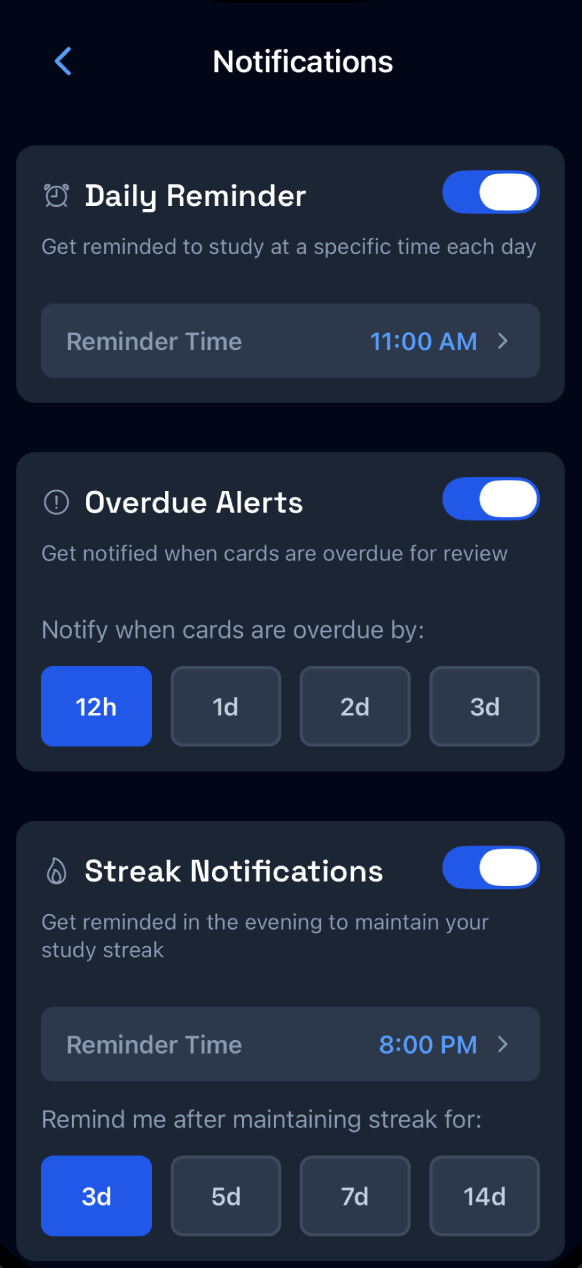 Notifications
Daily Reminder
Get reminded to study at a specific time each day
Reminder Time 11:00 AM
Overdue Alerts
Get notified when cards are overdue for review
Notify when cards are overdue by:
12h 1d 2d 3d
Streak Notifications
Get reminded in the evening to maintain your
study streak
Reminder Time 8:00 PM
Remind me after maintaining streak for:
3d 5d 7d 14d